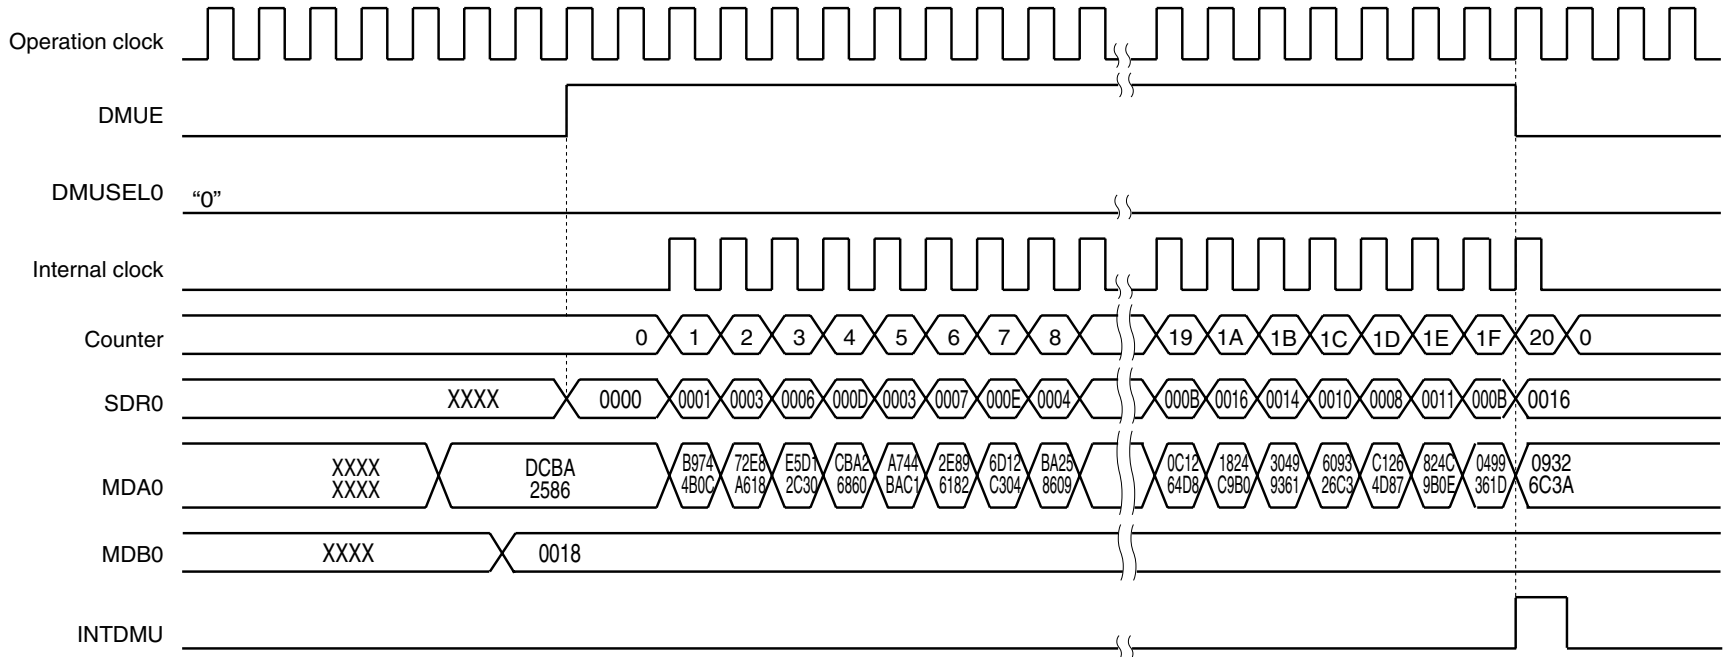 Operation clock
DMUE
DMUSEL0 “0”
Internal clock
Counter 0 1 2 3 4 5 6 7 8 19 1A 1B 1C 1D 1E 1F 20 0
SDR0 XXXX 0000 0001 0003 0006 000D 0003 0007 000E 0004 000B 0016 0014 0010 0008 0011 000B 0016
XXXX DCBA B974 72E8 E5D1 CBA2 A744 2E89 6D12 BA25 0C12 1824 3049 6093 C126 824C 0499 0932
MDA0 XXXX 2586 4B0C A618 2C30 6860 BAC1 6182 C304 8609 64D8 C9B0 9361 26C3 4D87 9B0E 361D 6C3A
MDB0 XXXX 0018
INTDMU